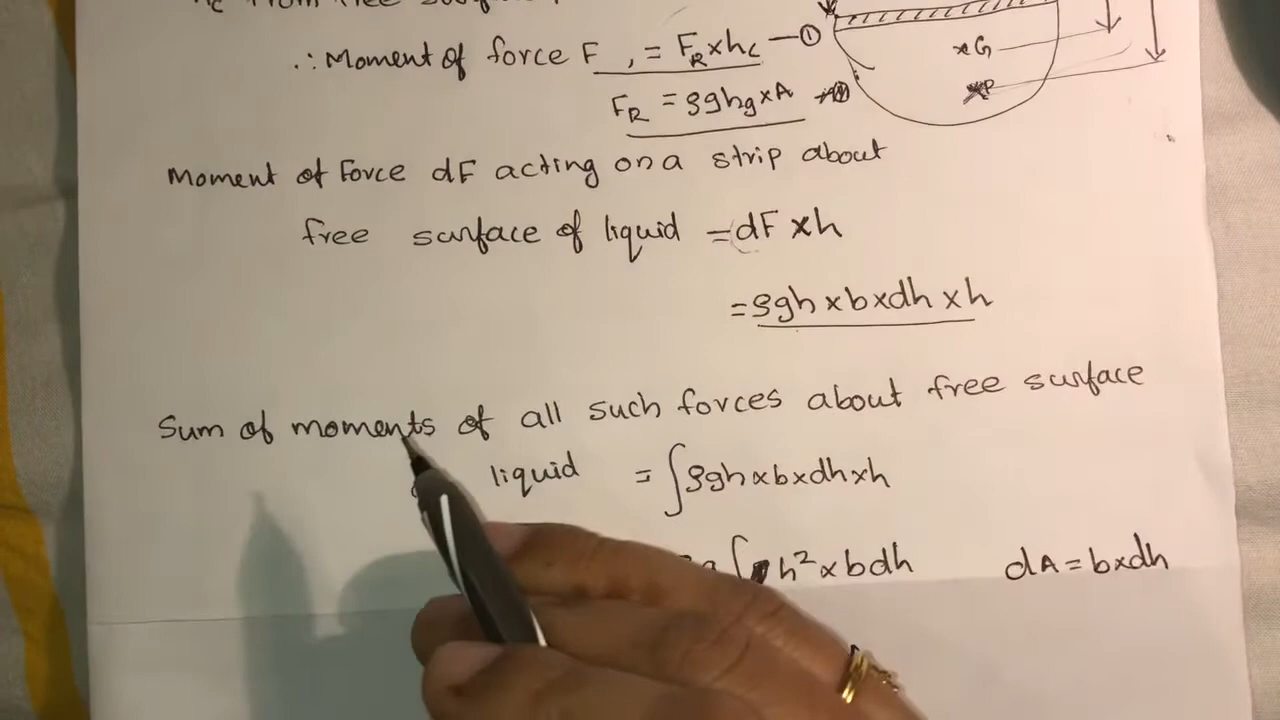 ∴ Moment of force F, = F_R x h_c —①
F_R = ρgh_g x A
x G
x P
Moment of Force dF acting on a strip about
free surface of liquid = dF x h
= ρgh x b x dh x h
Sum of moments of all such forces about free surface
liquid = ∫ρgh x b x dh x h
∫h² x bdh dA = b x dh